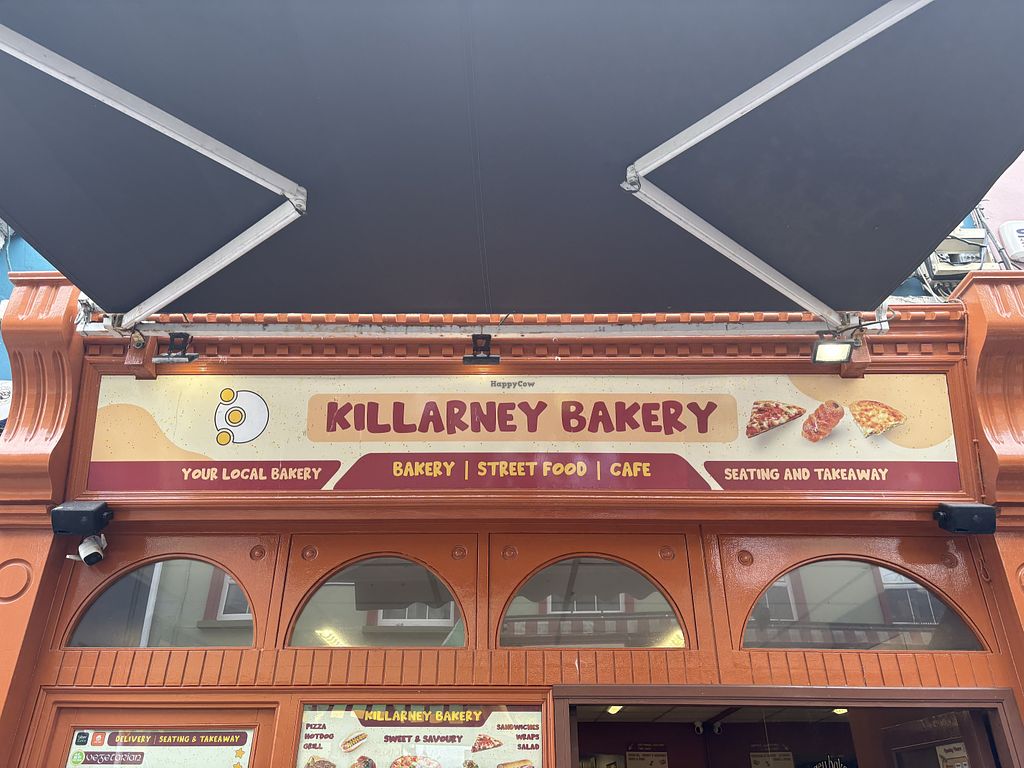 HappyCow
KILLARNEY BAKERY
YOUR LOCAL BAKERY
BAKERY | STREET FOOD | CAFE
SEATING AND TAKEAWAY
DELIVERY | SEATING & TAKEAWAY
vegetarian
KILLARNEY BAKERY
PIZZA
HOTDOG
GRILL
SWEET & SAVOURY
SANDWICHES
WRAPS
SALAD